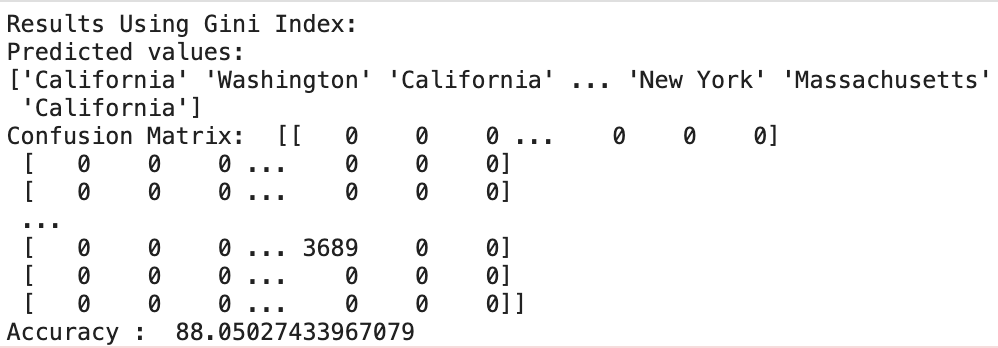 Results Using Gini Index:
Predicted values:
['California' 'Washington' 'California' ... 'New York' 'Massachusetts'
 'California']
Confusion Matrix:  [[   0    0    0 ...    0    0    0]
 [   0    0    0 ...    0    0    0]
 [   0    0    0 ...    0    0    0]
 ...
 [   0    0    0 ... 3689    0    0]
 [   0    0    0 ...    0    0    0]
 [   0    0    0 ...    0    0    0]]
Accuracy :  88.05027433967079